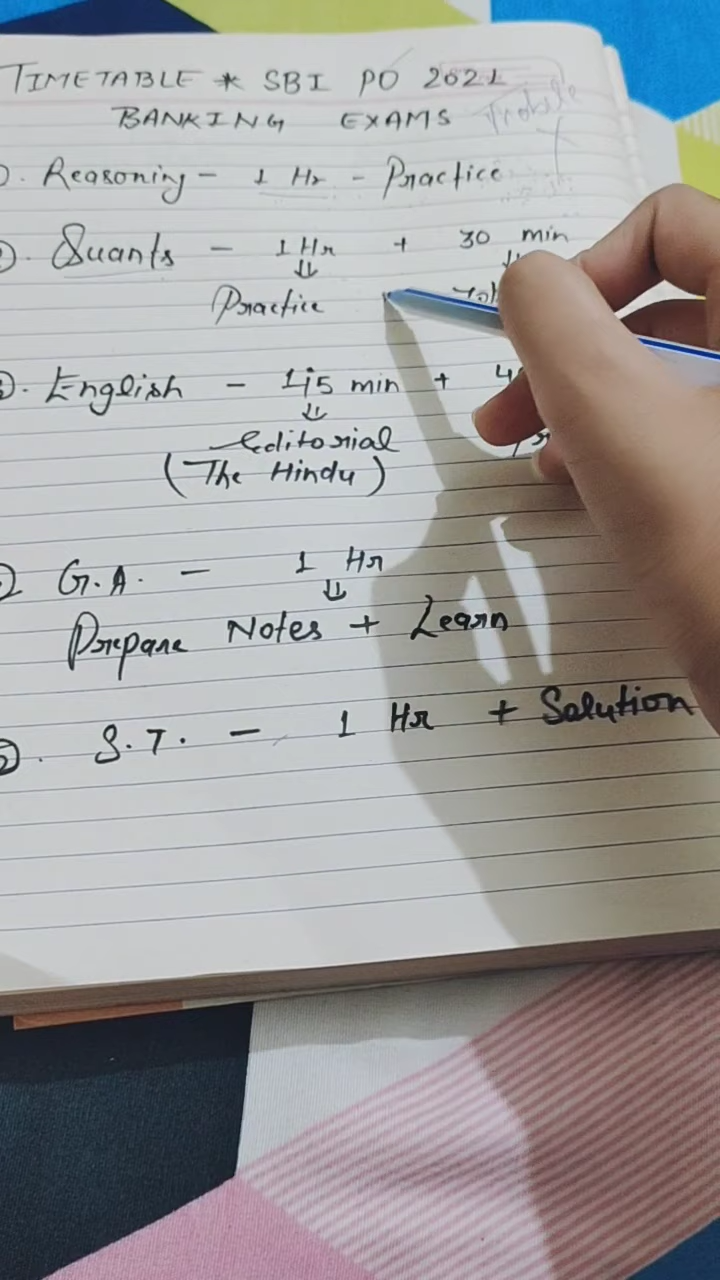 TIMETABLE * SBI PO 2021
BANKING EXAMS
. Reasoning - 1 Hr - Practice
. Quants - 1 Hr + 30 min
⇓ ⇓
Practice
. English - 15 min + 4
⇓
Editorial
(The Hindu)
G.A. - 1 Hr
⇓
Prepare Notes + Learn
. S.T. - 1 Hr + Solution